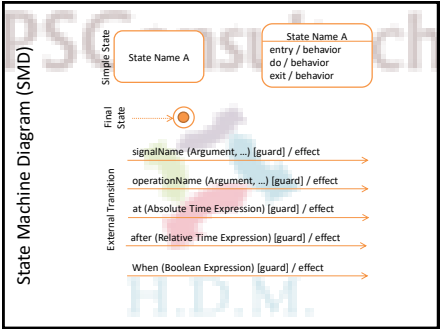 PSConsultech
State Machine Diagram (SMD)
Simple State
State Name A
State Name A
entry / behavior
do / behavior
exit / behavior
Final State
External Transition
signalName (Argument, ...) [guard] / effect
operationName (Argument, ...) [guard] / effect
at (Absolute Time Expression) [guard] / effect
after (Relative Time Expression) [guard] / effect
When (Boolean Expression) [guard] / effect
H.D.M.